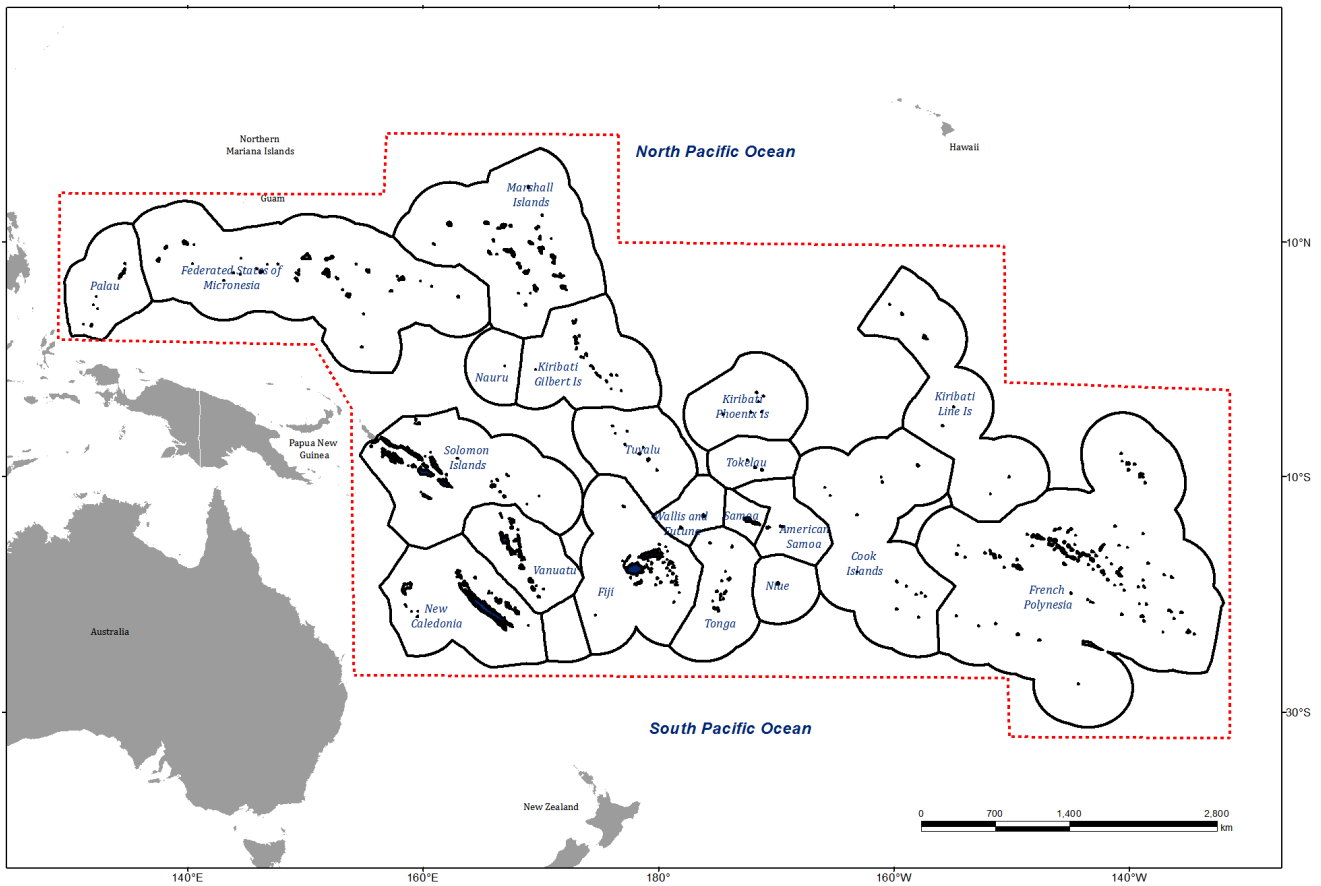 Northern
Mariana Islands
North Pacific Ocean
Hawaii
Guam
Marshall
Islands
10°N
Palau
Federated States of
Micronesia
Nauru
Kiribati
Gilbert Is
Kiribati
Phoenix Is
Kiribati
Line Is
Papua New
Guinea
Solomon
Islands
Tuvalu
Tokelau
10°S
Wallis and
Futuna
Samoa
American
Samoa
Vanuatu
Fiji
Cook
Islands
Niue
French
Polynesia
New
Caledonia
Tonga
Australia
30°S
South Pacific Ocean
New Zealand
0 700 1,400 2,800
km
140°E 160°E 180° 160°W 140°W